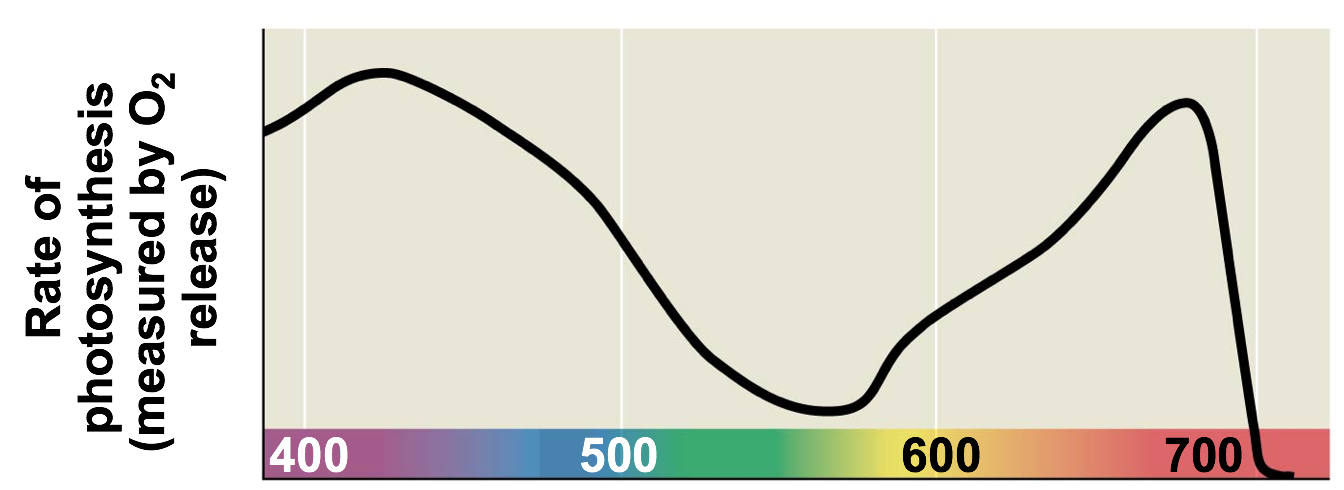 Rate of
photosynthesis
(measured by O₂
release)
400 500 600 700